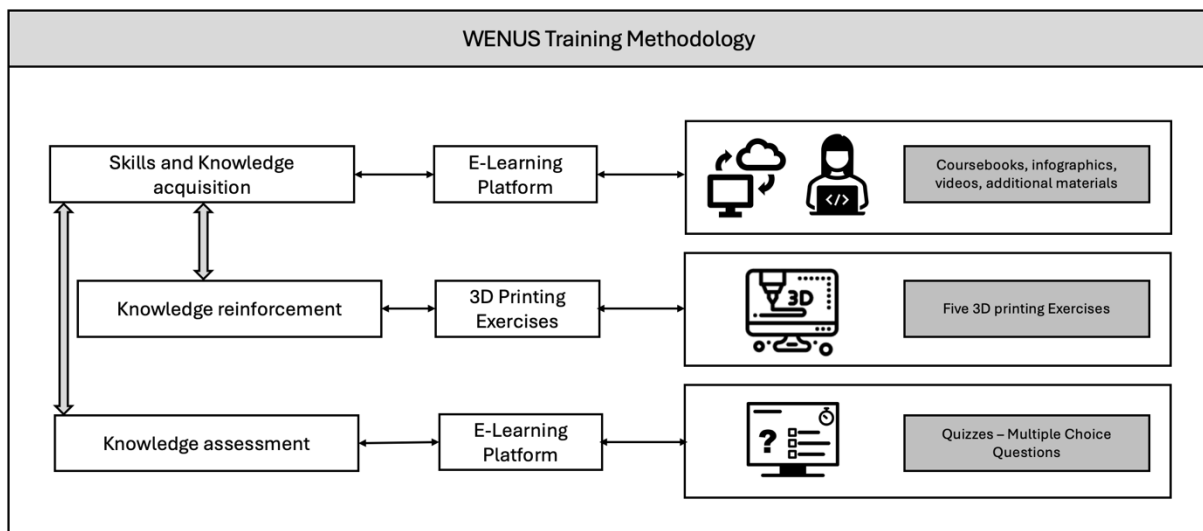 WENUS Training Methodology
Skills and Knowledge
acquisition
E-Learning
Platform
</>
Coursebooks, infographics,
videos, additional materials
Knowledge reinforcement
3D Printing
Exercises
3D
Five 3D printing Exercises
Knowledge assessment
E-Learning
Platform
?
Quizzes – Multiple Choice
Questions